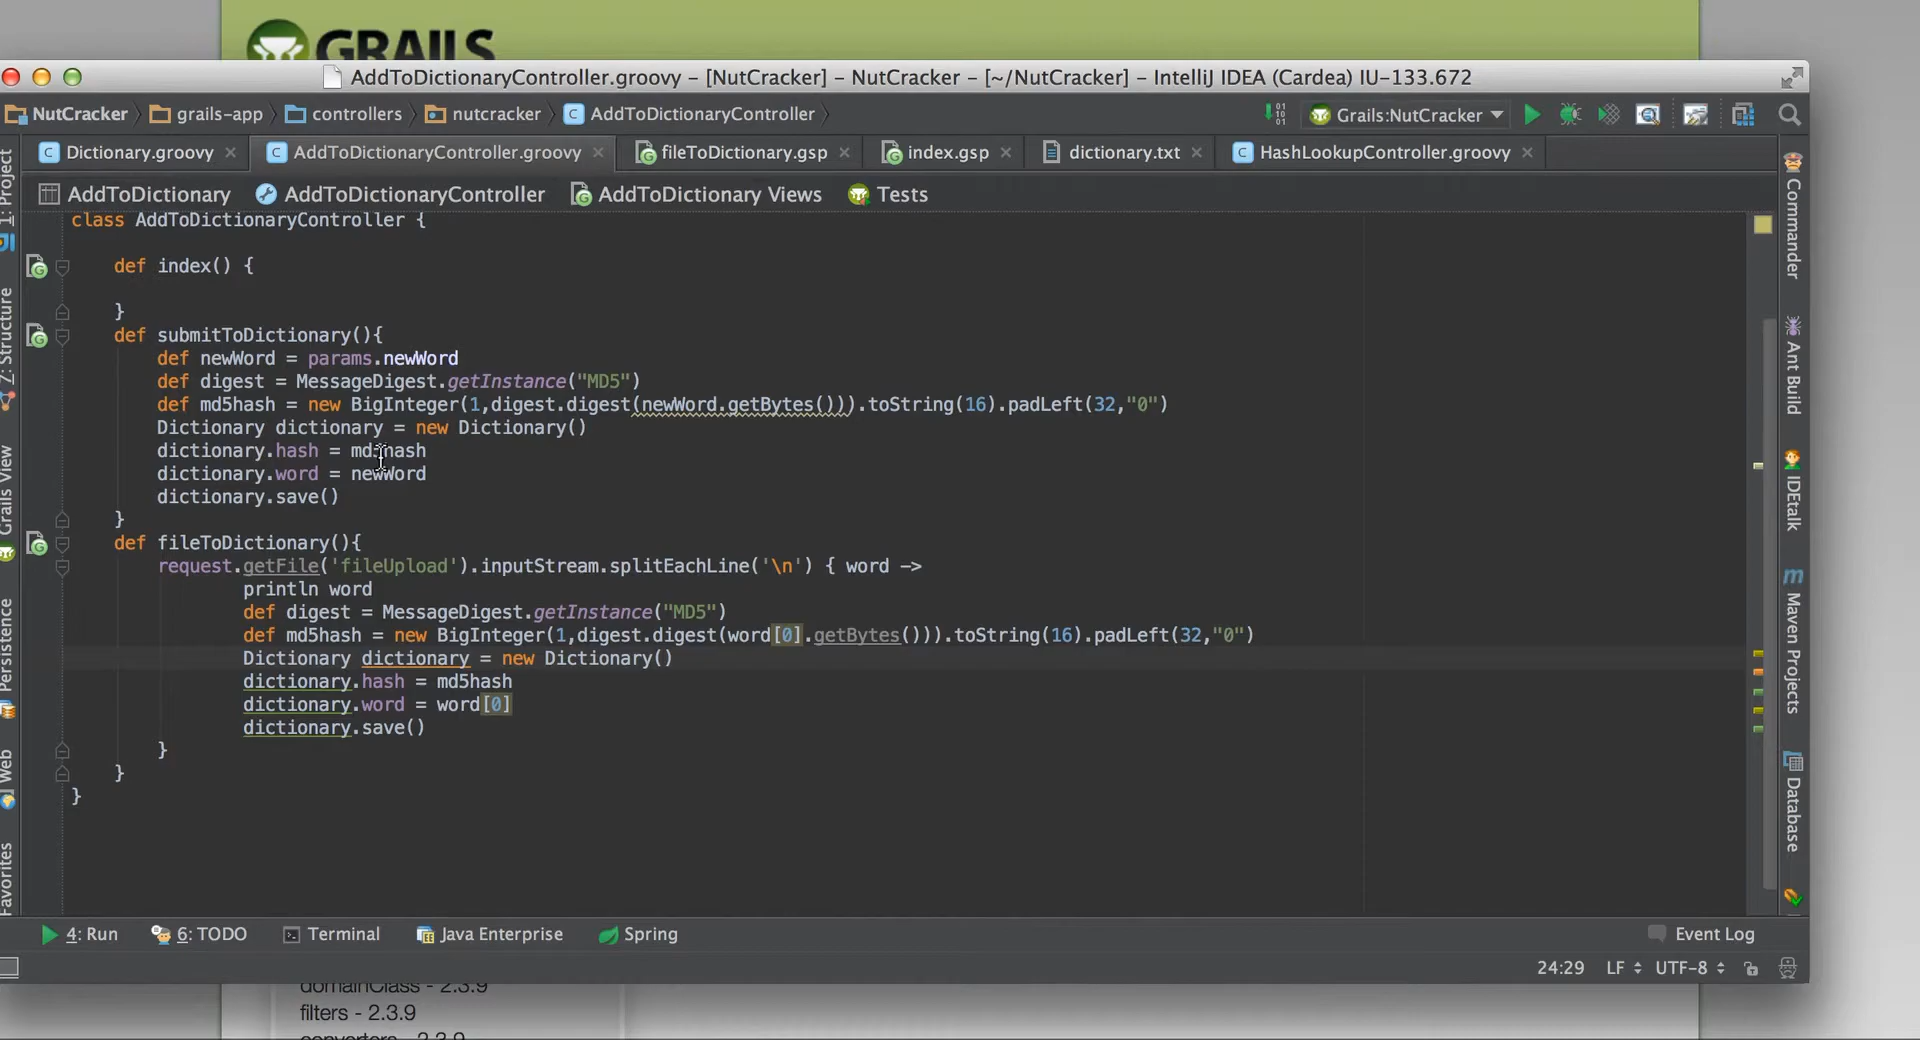 GRAILS
AddToDictionaryController.groovy – [NutCracker] – NutCracker – [~/NutCracker] – IntelliJ IDEA (Cardea) IU-133.672
NutCracker grails-app controllers nutcracker AddToDictionaryController Grails:NutCracker
Dictionary.groovy AddToDictionaryController.groovy fileToDictionary.gsp index.gsp dictionary.txt HashLookupController.groovy
AddToDictionary AddToDictionaryController AddToDictionary Views Tests
class AddToDictionaryController {
def index() {
}
def submitToDictionary(){
def newWord = params.newWord
def digest = MessageDigest.getInstance("MD5")
def md5hash = new BigInteger(1,digest.digest(newWord.getBytes())).toString(16).padLeft(32,"0")
Dictionary dictionary = new Dictionary()
dictionary.hash = md5hash
dictionary.word = newWord
dictionary.save()
}
def fileToDictionary(){
request.getFile('fileUpload').inputStream.splitEachLine('\n') { word ->
println word
def digest = MessageDigest.getInstance("MD5")
def md5hash = new BigInteger(1,digest.digest(word[0].getBytes())).toString(16).padLeft(32,"0")
Dictionary dictionary = new Dictionary()
dictionary.hash = md5hash
dictionary.word = word[0]
dictionary.save()
}
}
}
1: Project
Z: Structure
Grails View
Persistence
Web
Favorites
Commander
Ant Build
IDEtalk
Maven Projects
Database
4: Run 6: TODO Terminal Java Enterprise Spring Event Log
24:29 LF UTF-8
domainClass - 2.3.9
filters - 2.3.9
converters - 2.3.9